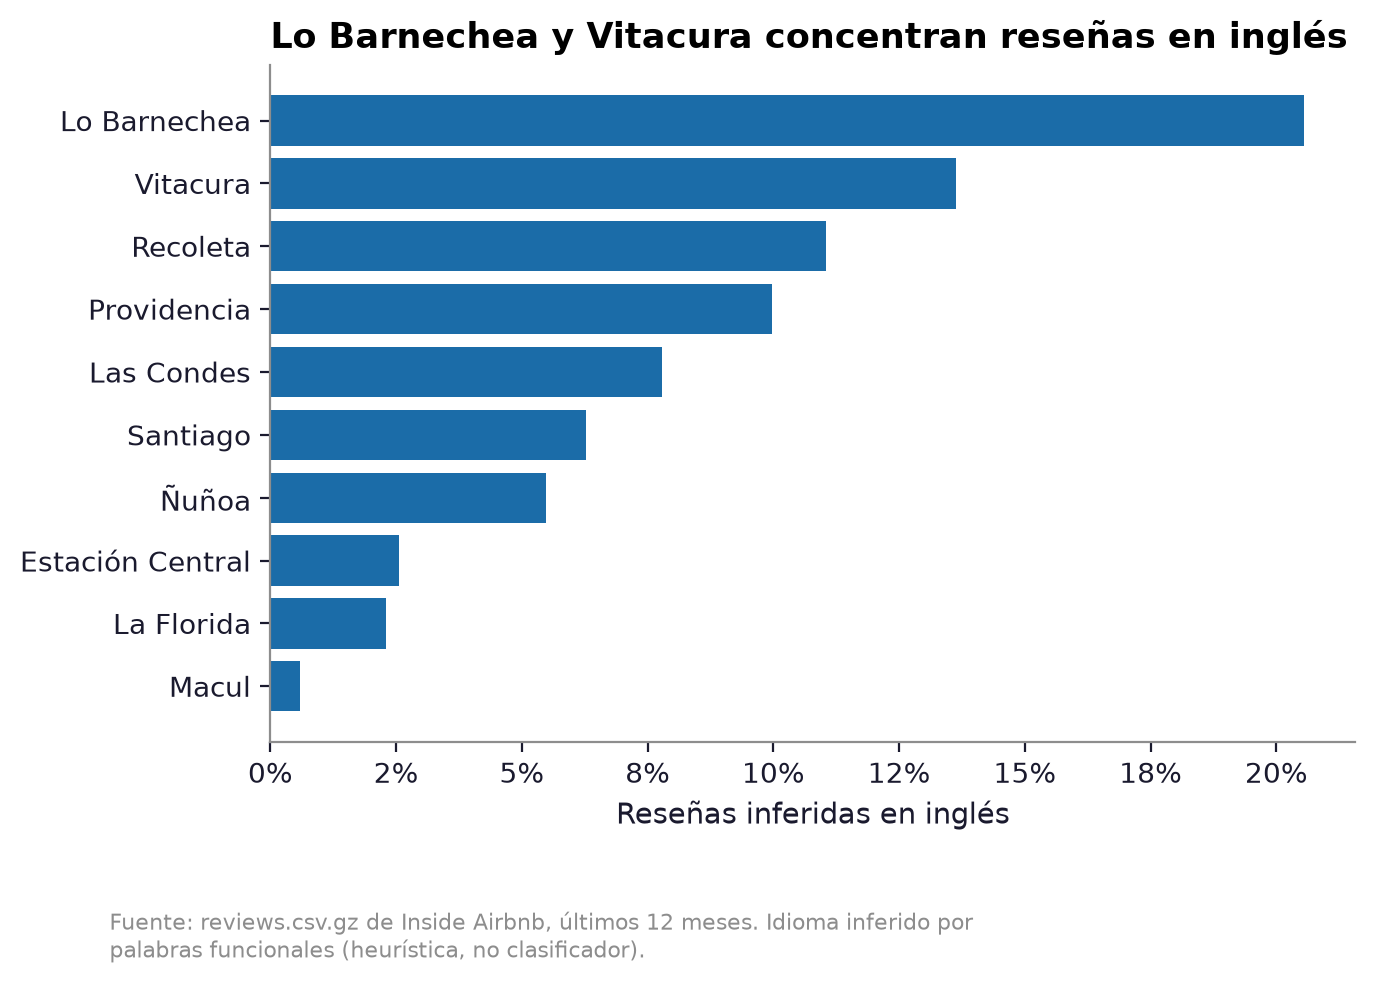 Lo Barnechea y Vitacura concentran reseñas en inglés
Lo Barnechea
Vitacura
Recoleta
Providencia
Las Condes
Santiago
Ñuñoa
Estación Central
La Florida
Macul
0% 2% 5% 8% 10% 12% 15% 18% 20%
Reseñas inferidas en inglés
Fuente: reviews.csv.gz de Inside Airbnb, últimos 12 meses. Idioma inferido por
palabras funcionales (heurística, no clasificador).